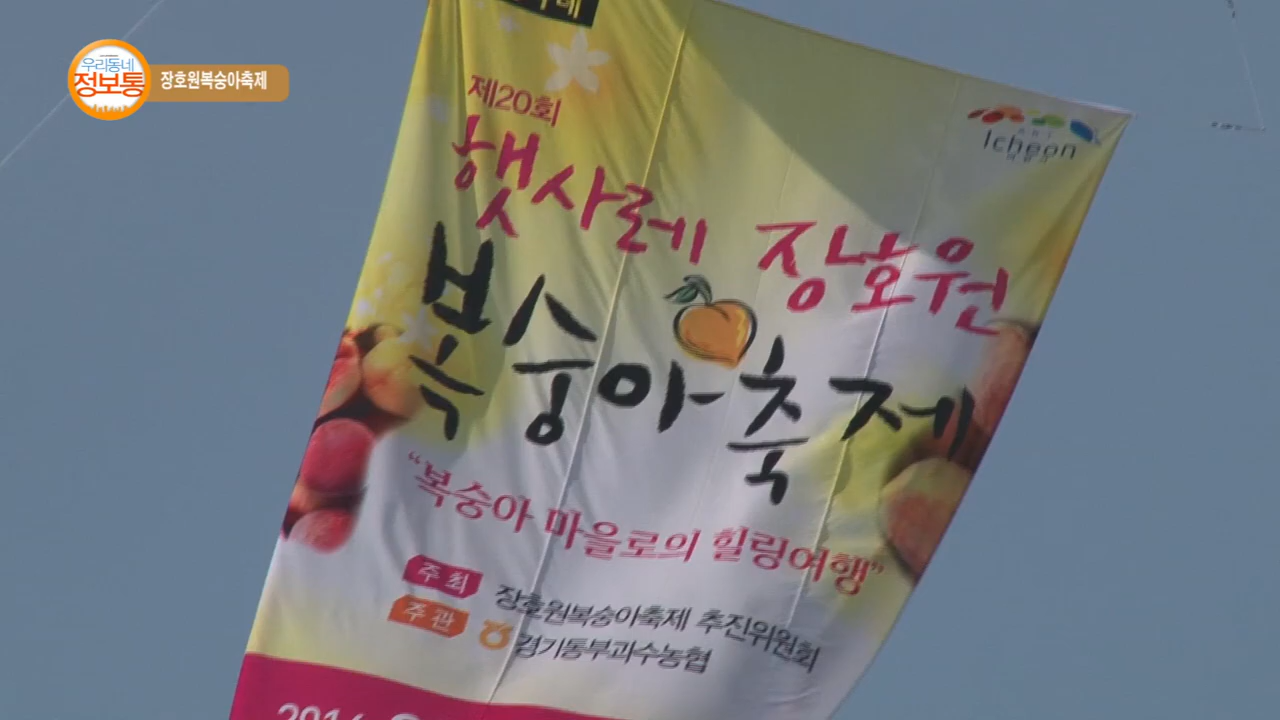 우리동네
정보통
장호원복숭아축제
제20회
ART
Icheon
햇사레 장호원
복숭아축제
“복숭아 마을로의 힐링여행”
주최 장호원복숭아축제 추진위원회
주관 경기동부과수농협